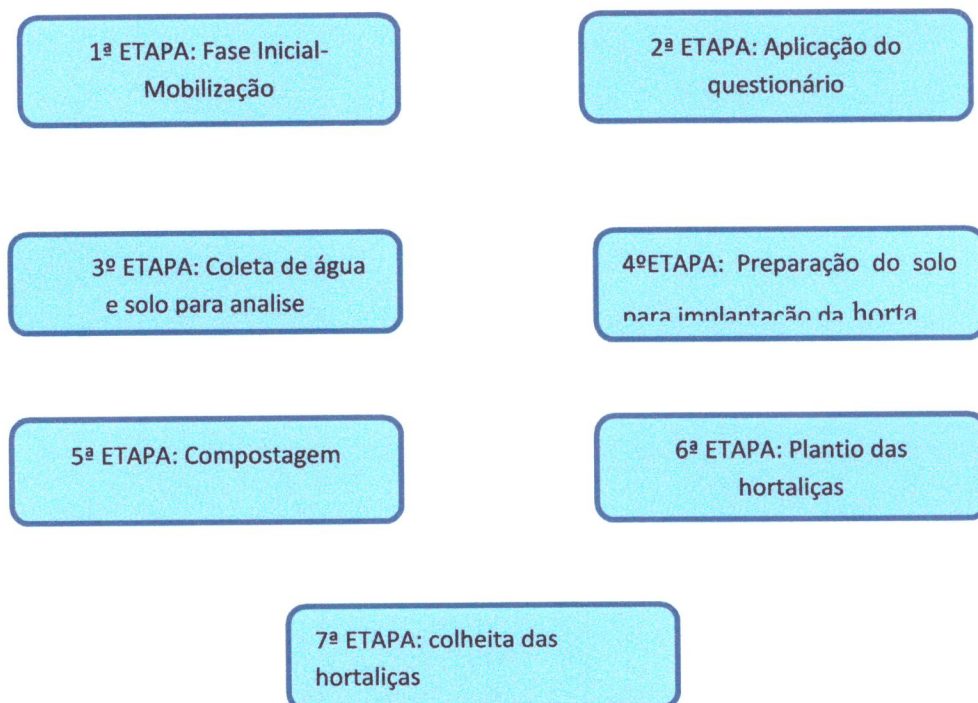 1ª ETAPA: Fase Inicial-
Mobilização
2ª ETAPA: Aplicação do
questionário
3º ETAPA: Coleta de água
e solo para analise
4ºETAPA: Preparação do solo
para implantação da horta
5ª ETAPA: Compostagem
6ª ETAPA: Plantio das
hortaliças
7ª ETAPA: colheita das
hortaliças